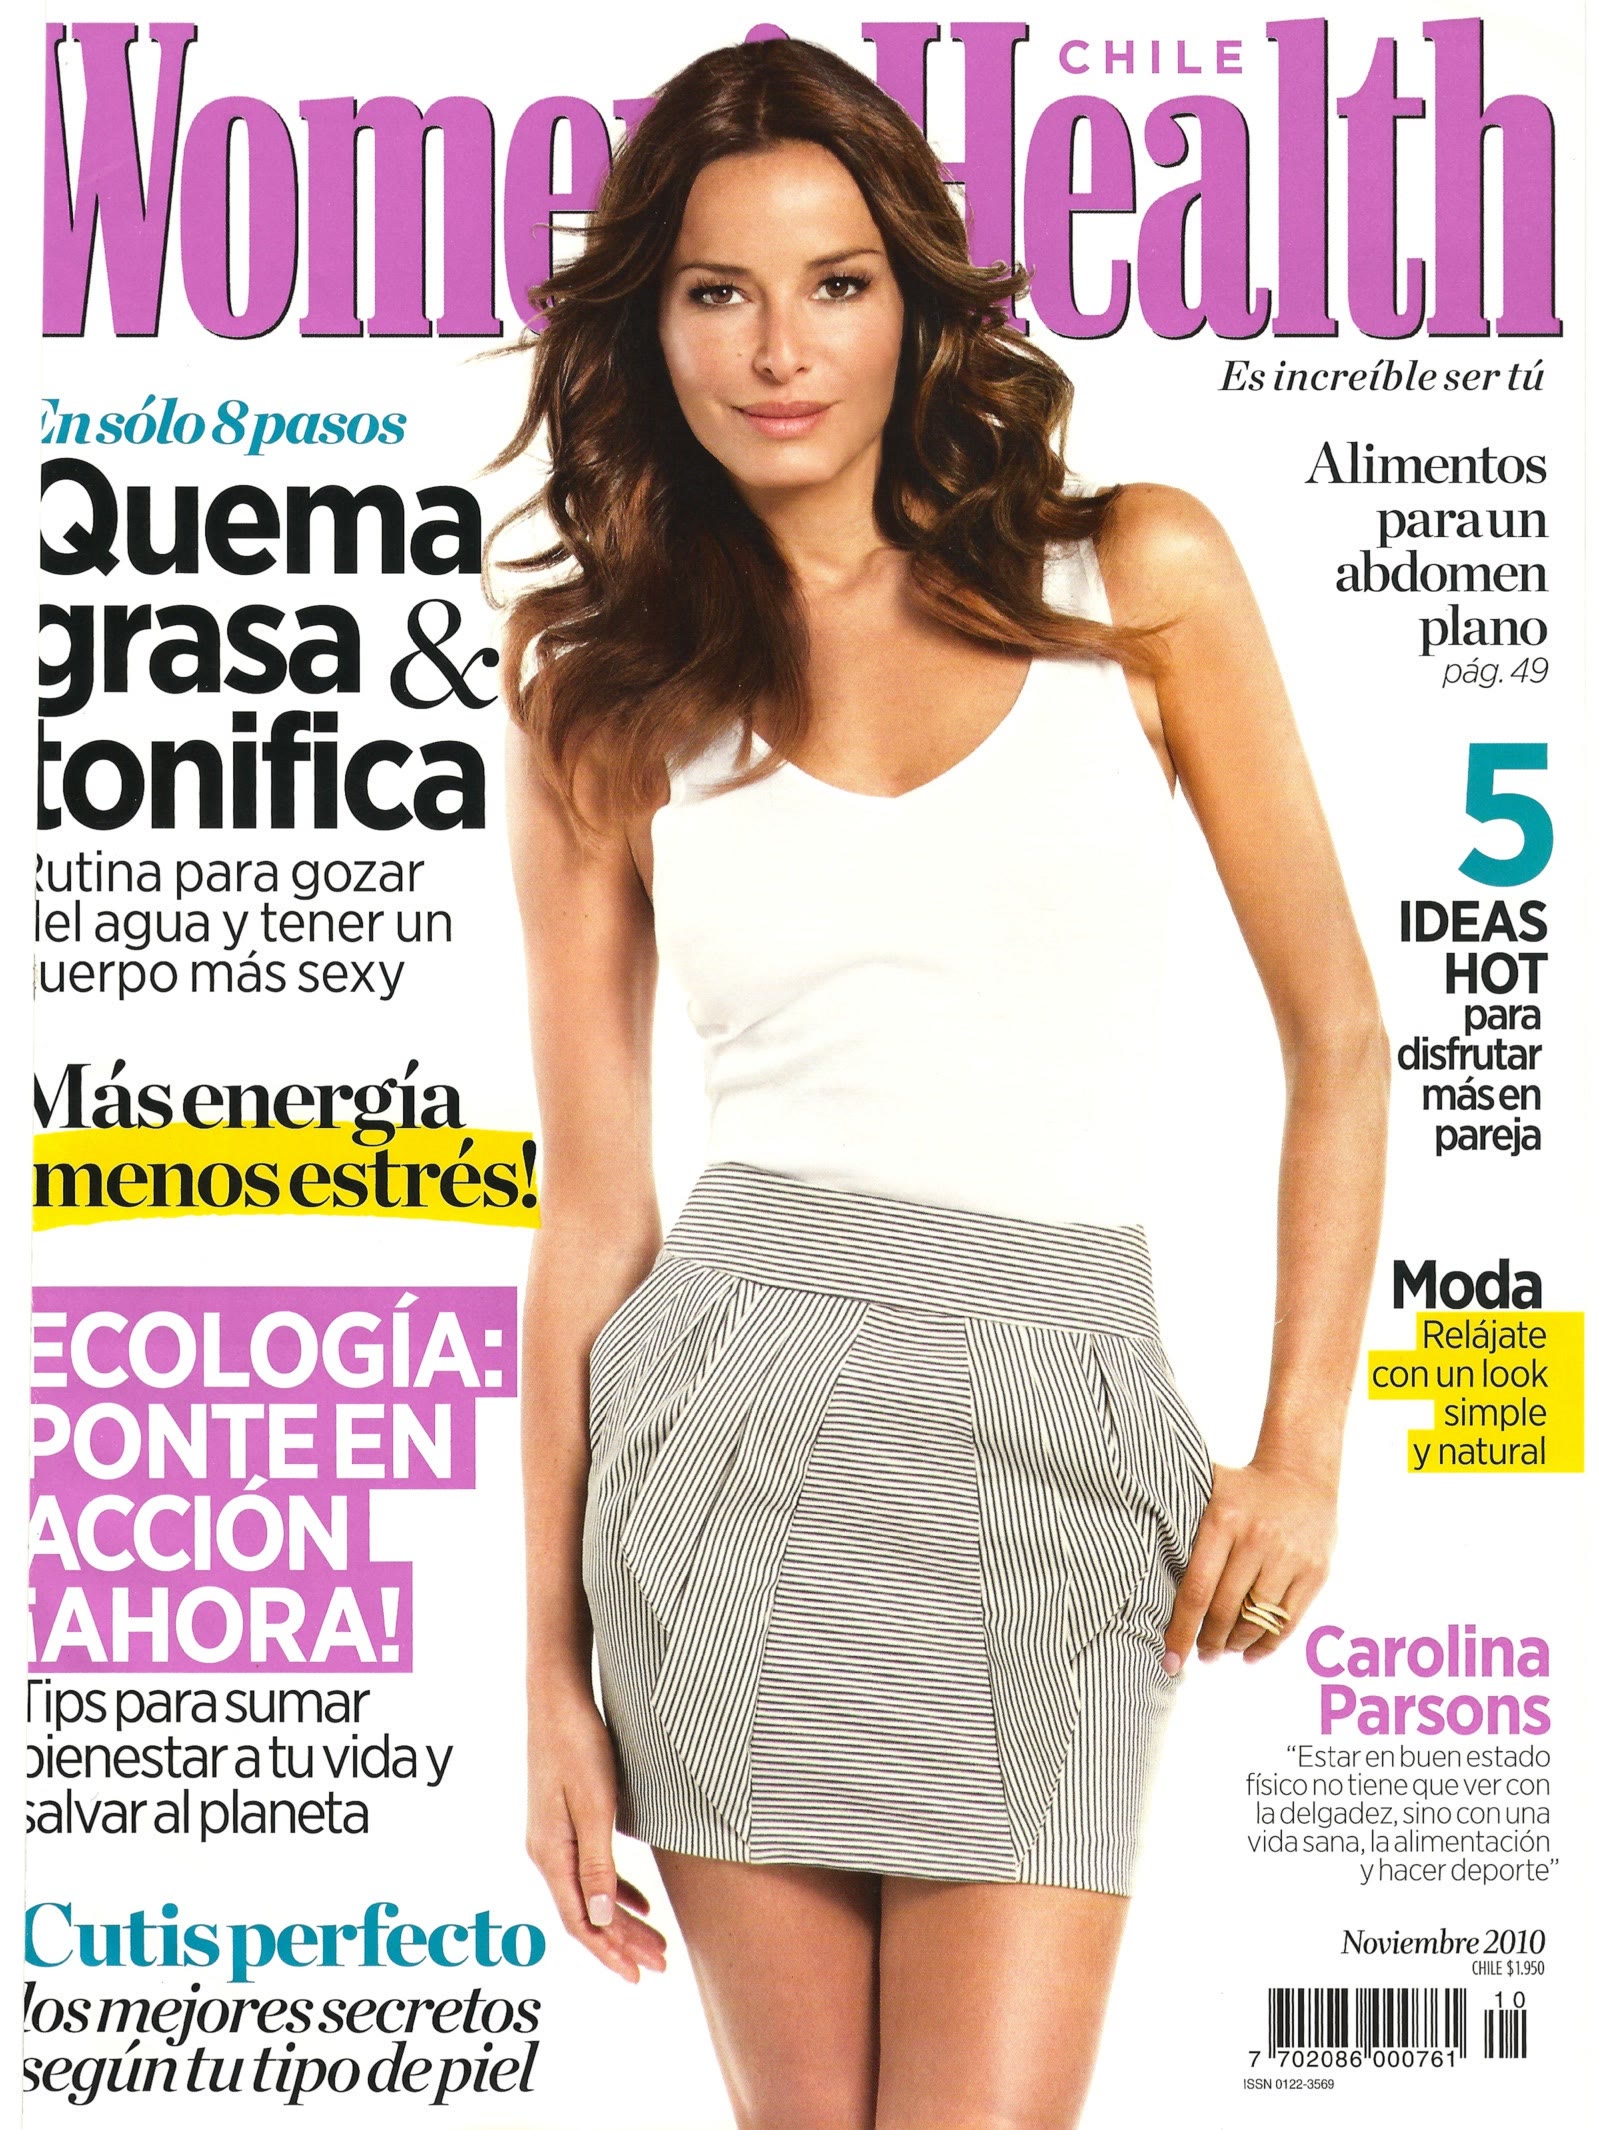 Women's Health
CHILE
Es increíble ser tú
En sólo 8 pasos
Quema
grasa &
tonifica
Rutina para gozar
del agua y tener un
cuerpo más sexy
Más energía
¡menos estrés!
ECOLOGÍA:
PONTE EN
ACCIÓN
¡AHORA!
Tips para sumar
bienestar a tu vida y
salvar al planeta
Cutis perfecto
los mejores secretos
según tu tipo de piel
Alimentos
para un
abdomen
plano
pág. 49
5
IDEAS
HOT
para
disfrutar
más en
pareja
Moda
Relájate
con un look
simple
y natural
Carolina
Parsons
“Estar en buen estado
físico no tiene que ver con
la delgadez, sino con una
vida sana, la alimentación
y hacer deporte”
Noviembre 2010
CHILE $1.950
10
7 702086 000761
ISSN 0122-3569